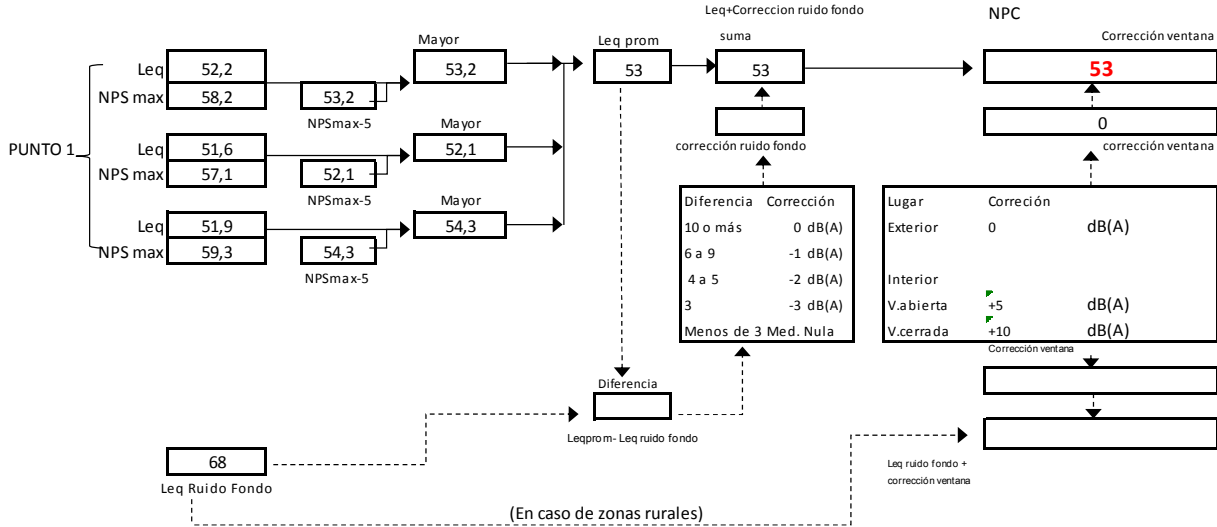 Leq+Correccion ruido fondo
NPC
Mayor
Leq prom
suma
Corrección ventana
Leq 52,2
53,2
53
53
53
NPS max 58,2
53,2
NPSmax-5
0
PUNTO 1
Leq 51,6
Mayor
52,1
corrección ruido fondo
corrección ventana
NPS max 57,1
52,1
NPSmax-5
Leq 51,9
Mayor
54,3
NPS max 59,3
54,3
NPSmax-5
Diferencia Corrección
10 o más 0 dB(A)
6 a 9 -1 dB(A)
4 a 5 -2 dB(A)
3 -3 dB(A)
Menos de 3 Med. Nula
Lugar Correción
Exterior 0 dB(A)
Interior
V.abierta +5 dB(A)
V.cerrada +10 dB(A)
Corrección ventana
Diferencia
Leqprom- Leq ruido fondo
68
Leq Ruido Fondo
Leq ruido fondo +
corrección ventana
(En caso de zonas rurales)